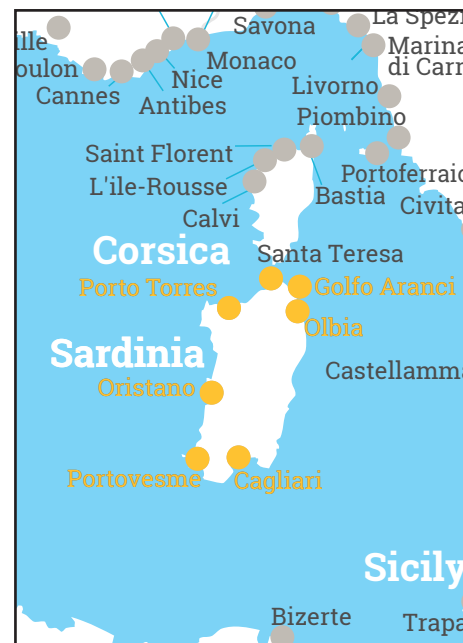 Savona
La Spezi
ille
Marina
di Carr
oulon
Monaco
Nice
Cannes
Antibes
Livorno
Piombino
Saint Florent
Portoferraio
L'ile-Rousse
Bastia
Calvi
Civita
Corsica
Santa Teresa
Porto Torres
Golfo Aranci
Olbia
Sardinia
Castellamma
Oristano
Portovesme
Cagliari
Sicily
Bizerte
Trapa